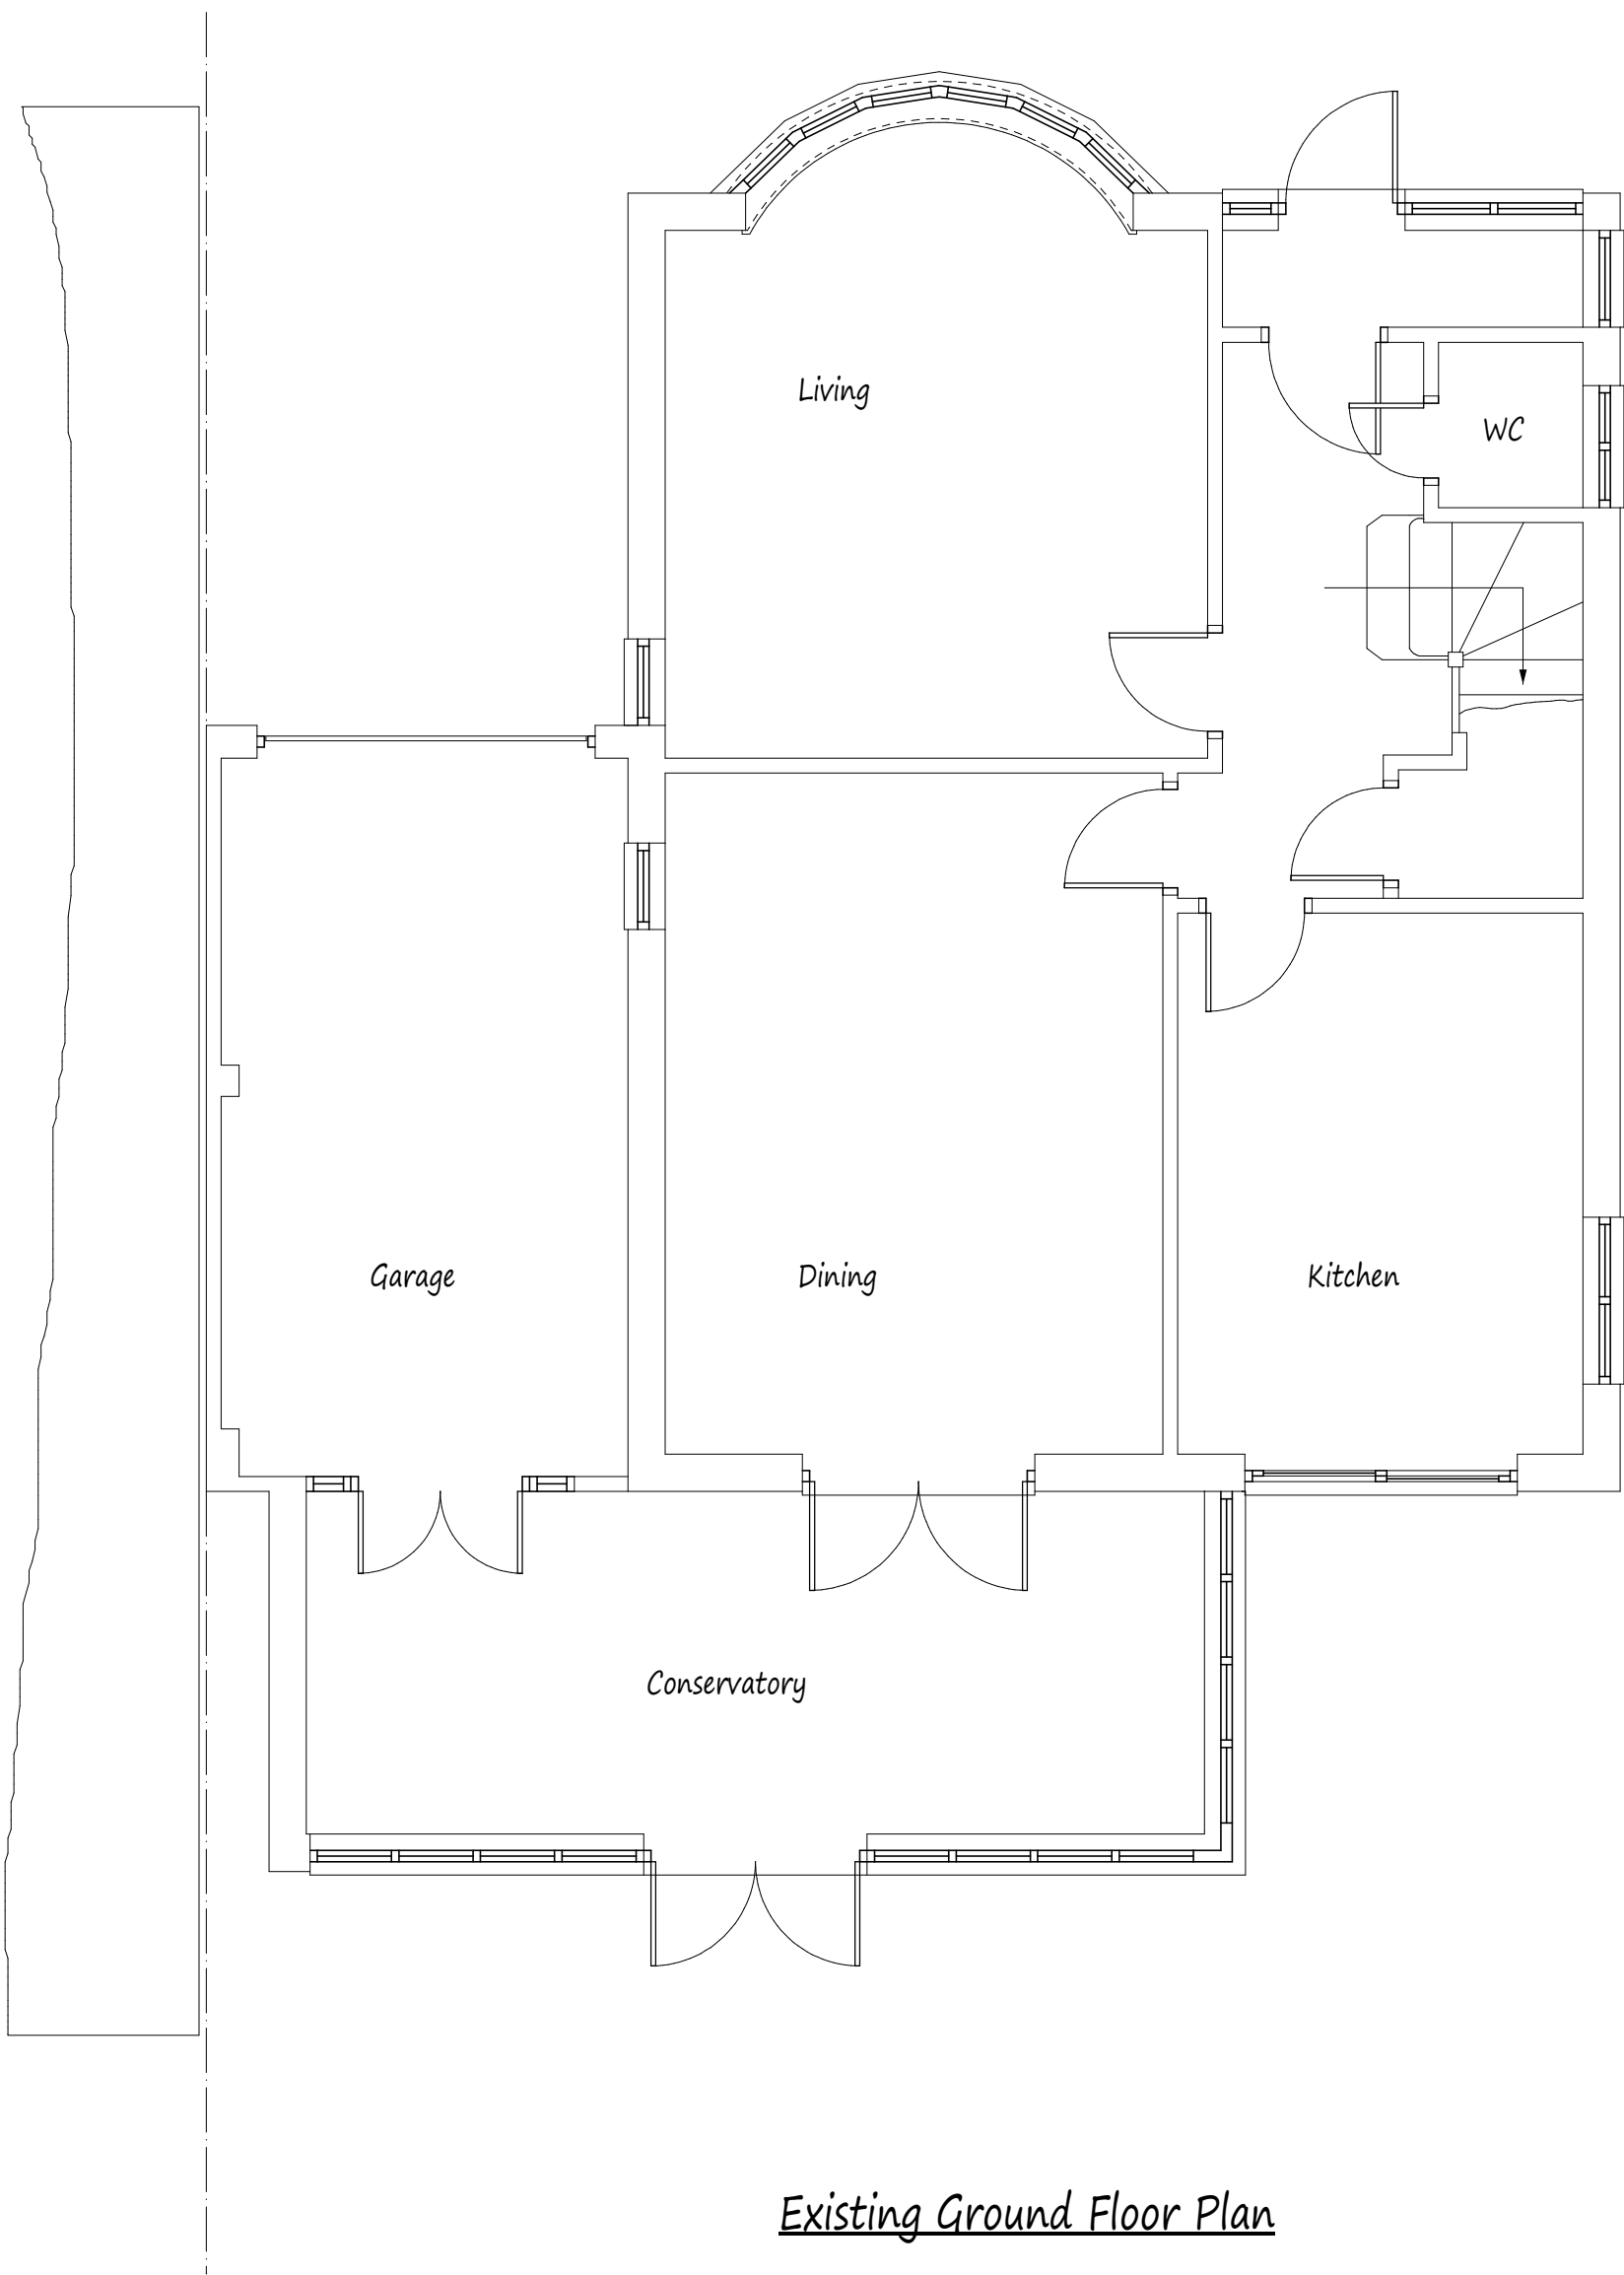 Living
WC
Garage
Dining
Kitchen
Conservatory
Existing Ground Floor Plan